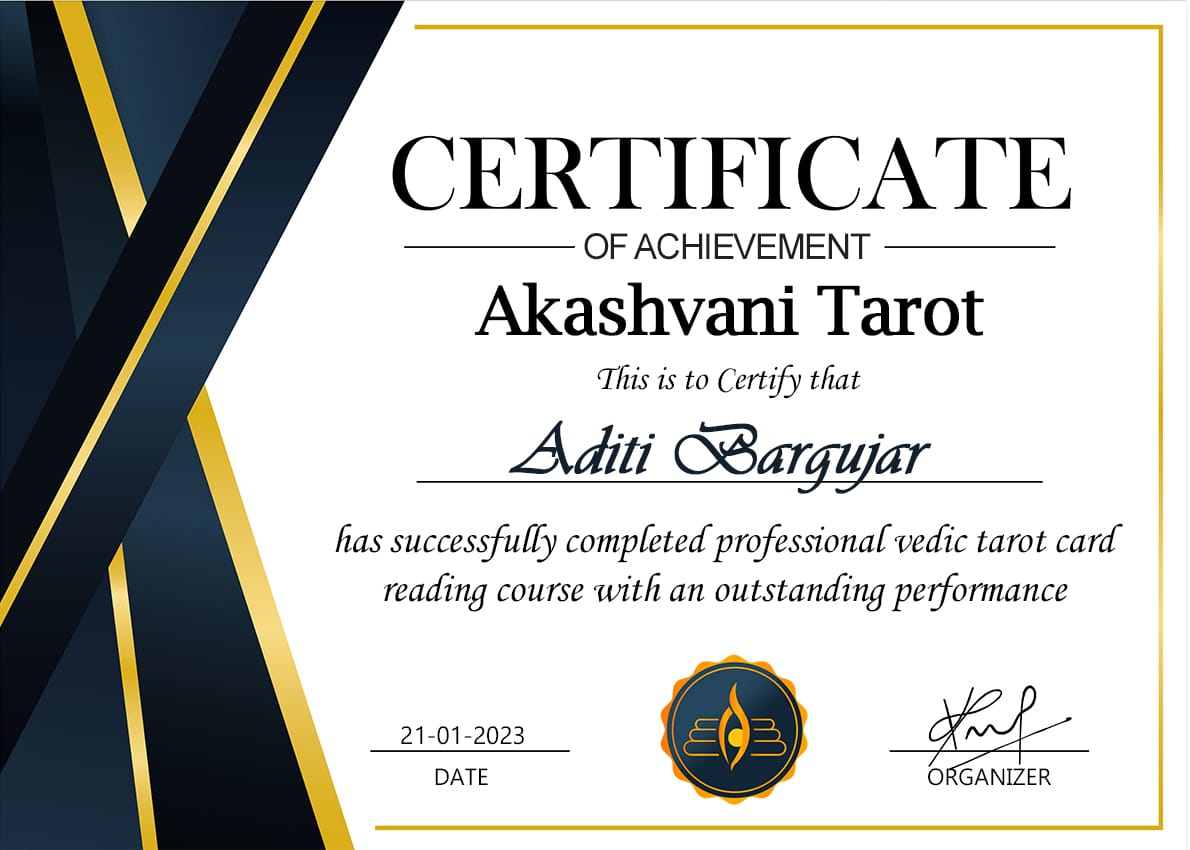 CERTIFICATE
OF ACHIEVEMENT
Akashvani Tarot
This is to Certify that
Aditi Bargujar
has successfully completed professional vedic tarot card
reading course with an outstanding performance
21-01-2023
DATE
ORGANIZER